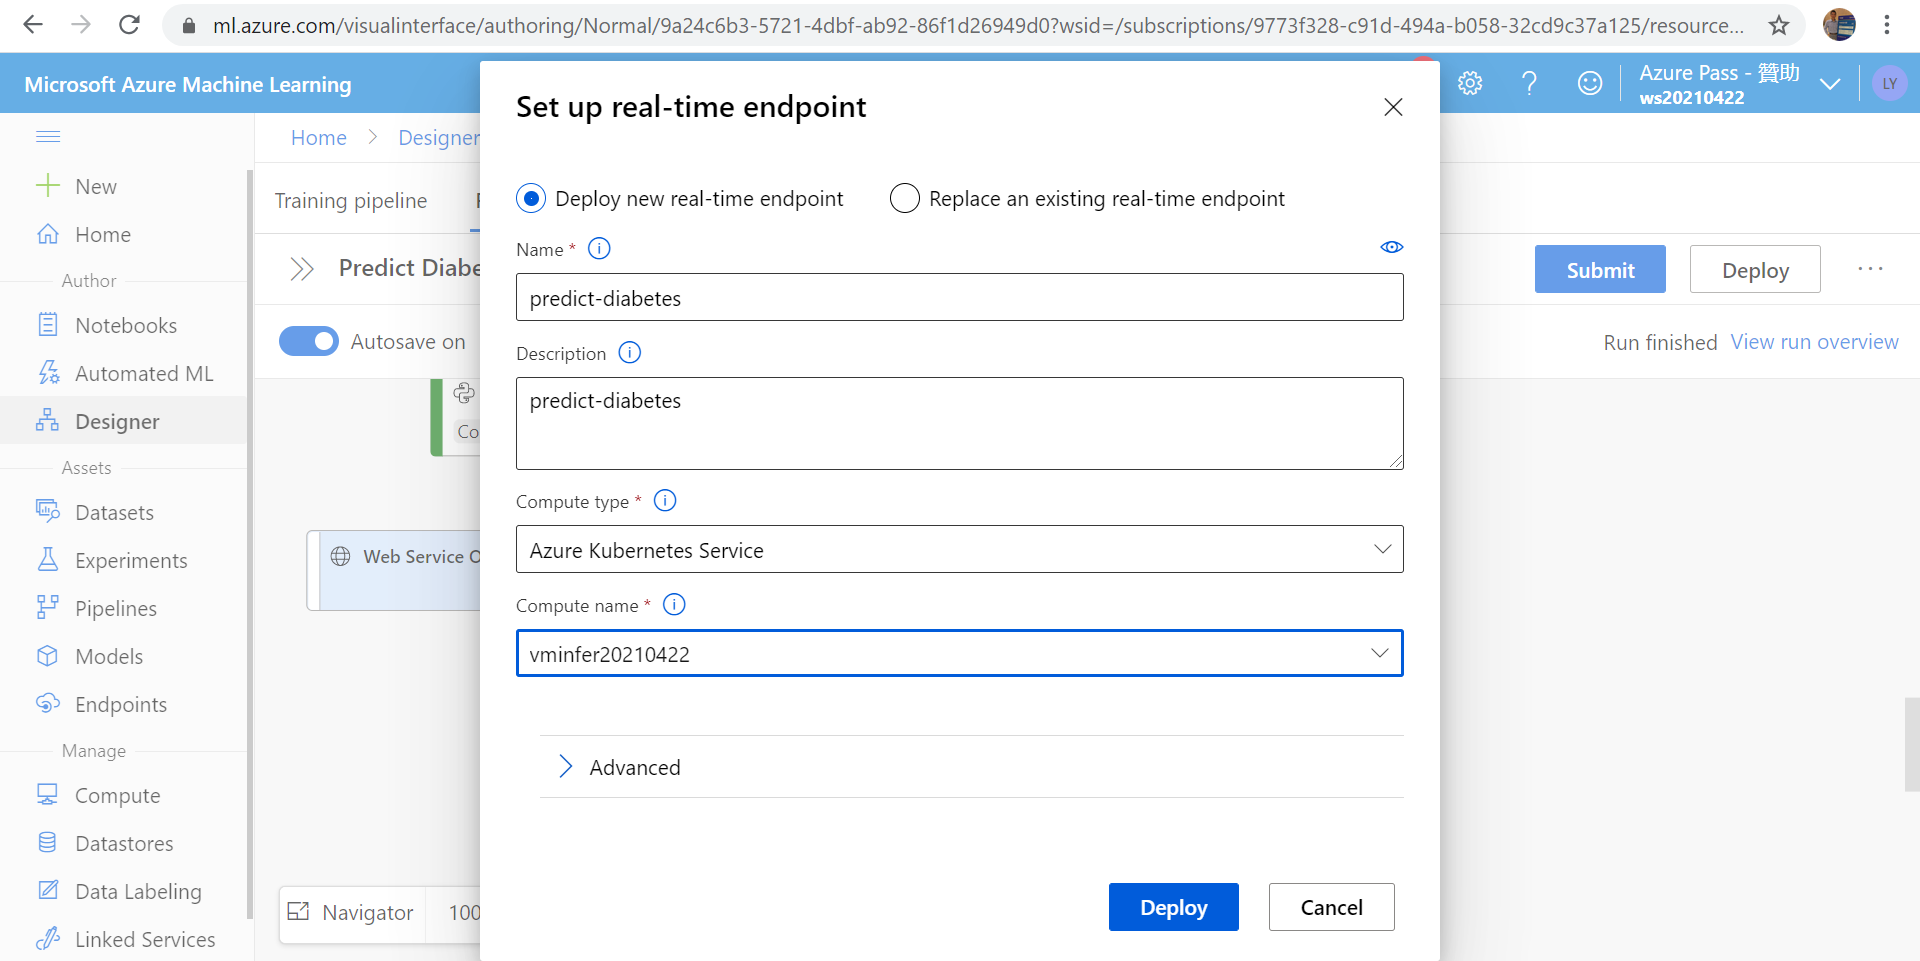 ml.azure.com/visualinterface/authoring/Normal/9a24c6b3-5721-4dbf-ab92-86f1d26949d0?wsid=/subscriptions/9773f328-c91d-494a-b058-32cd9c37a125/resource...
Microsoft Azure Machine Learning
Azure Pass - 贊助
ws20210422
LY
New
Home
Author
Notebooks
Automated ML
Designer
Assets
Datasets
Experiments
Pipelines
Models
Endpoints
Manage
Compute
Datastores
Data Labeling
Linked Services
Home > Designer
Training pipeline
Predict Diabe
Submit
Deploy
...
Autosave on
Run finished View run overview
Co
Web Service O
Navigator
100
Set up real-time endpoint
Deploy new real-time endpoint
Replace an existing real-time endpoint
Name *
predict-diabetes
Description
predict-diabetes
Compute type *
Azure Kubernetes Service
Compute name *
vminfer20210422
Advanced
Deploy
Cancel